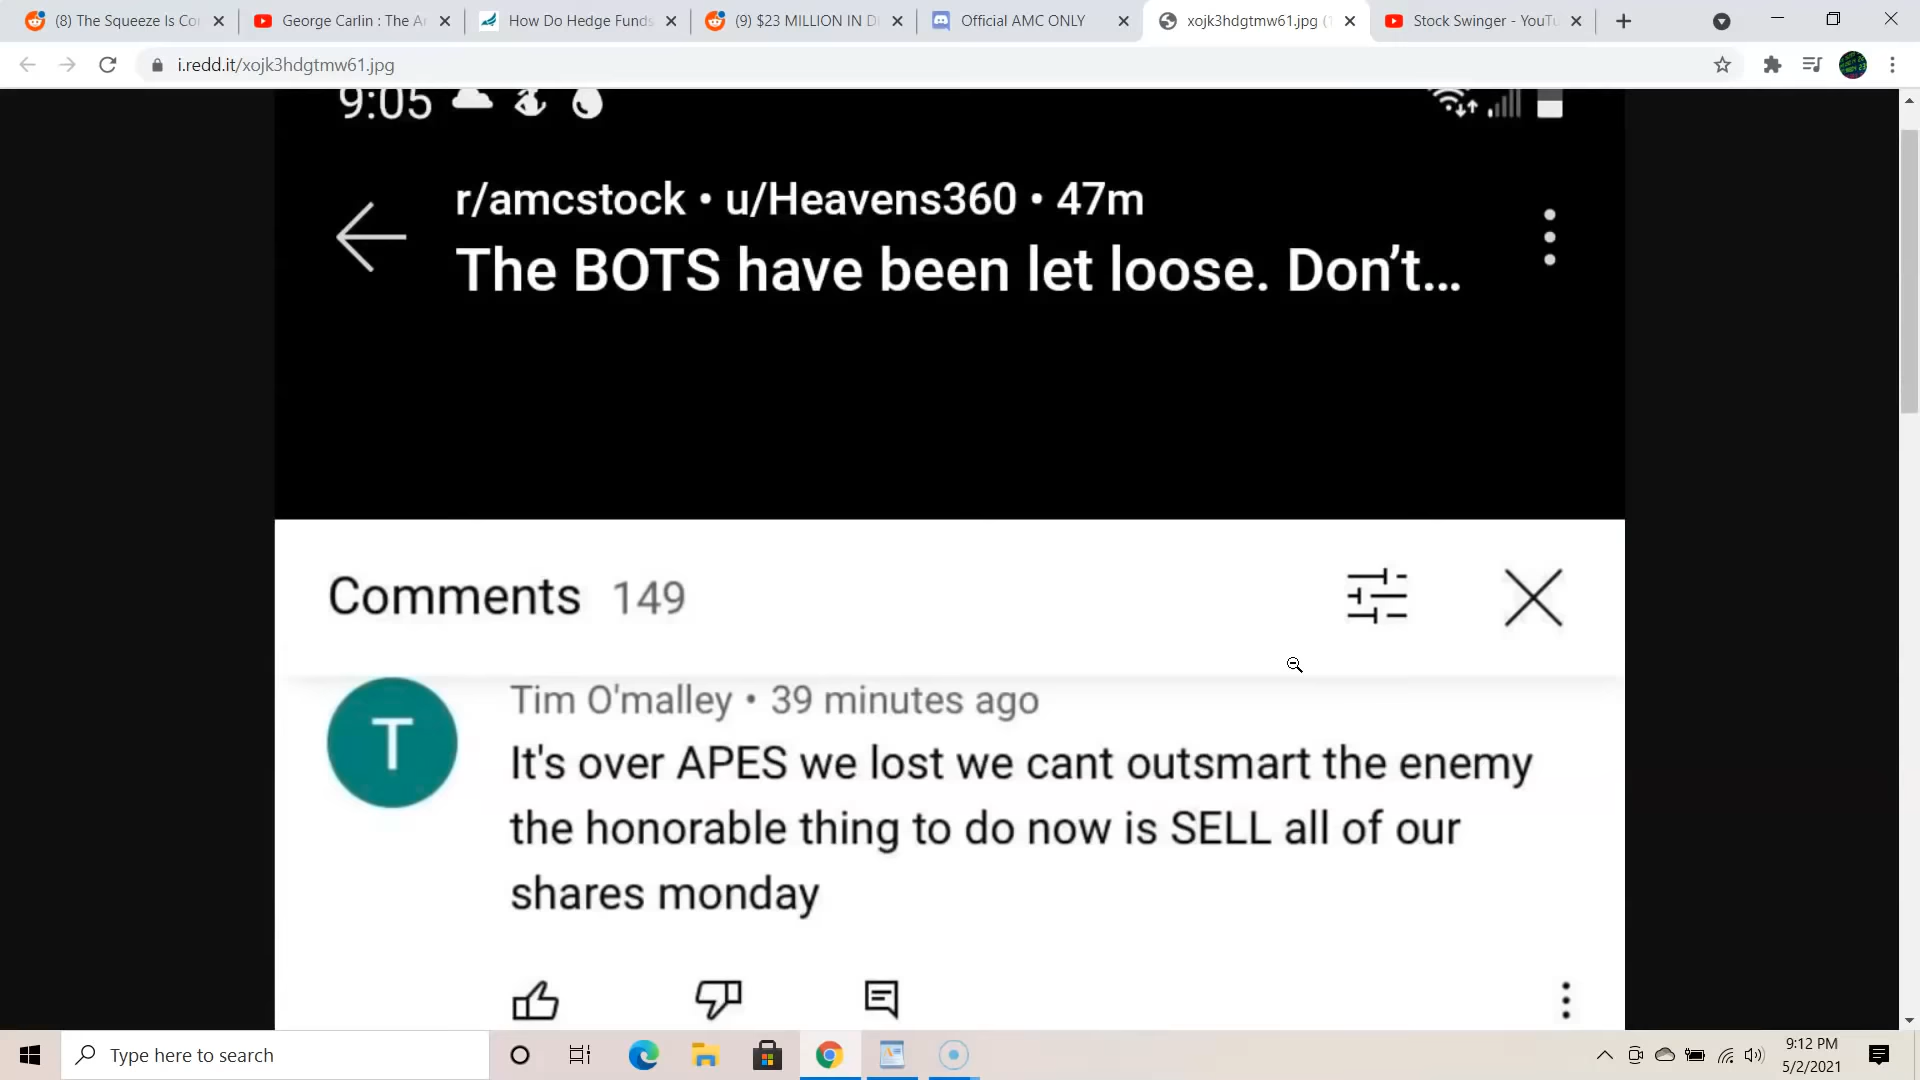 (8) The Squeeze Is Co
George Carlin : The A
How Do Hedge Funds
(9) $23 MILLION IN D
Official AMC ONLY
xojk3hdgtmw61.jpg (1
Stock Swinger - YouTu
i.redd.it/xojk3hdgtmw61.jpg
9:05
r/amcstock • u/Heavens360 • 47m
The BOTS have been let loose. Don’t...
Comments 149
T
Tim O'malley • 39 minutes ago
It's over APES we lost we cant outsmart the enemy
the honorable thing to do now is SELL all of our
shares monday
Type here to search
9:12 PM
5/2/2021